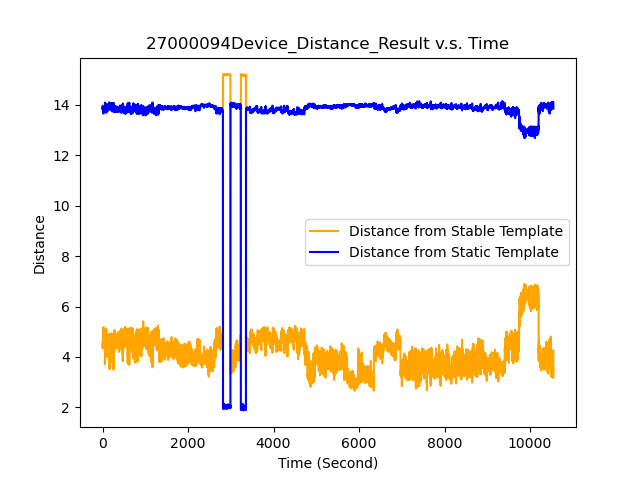 27000094Device_Distance_Result v.s. Time
14
12
10
8
6
4
2
Distance
Distance from Stable Template
Distance from Static Template
0 2000 4000 6000 8000 10000
Time (Second)